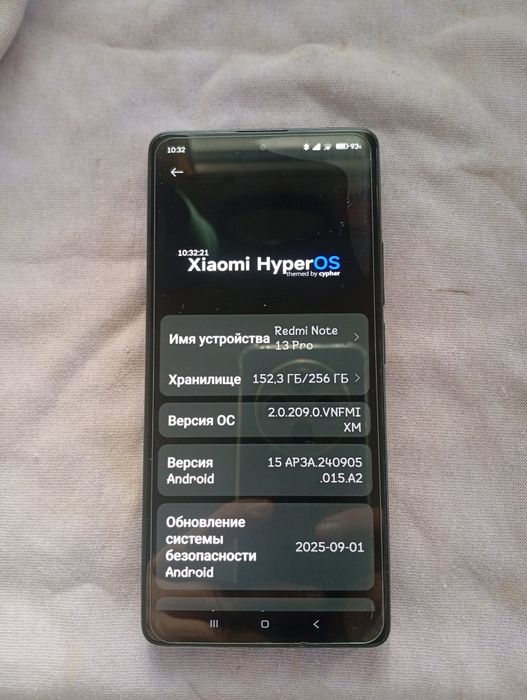 10:32
93
10:32:21
Xiaomi HyperOS
themed by cypher
Имя устройства
Redmi Note
13 Pro
Хранилище
152,3 ГБ/256 ГБ
Версия ОС
2.0.209.0.VNFMI
XM
Версия
Android
15 AP3A.240905
.015.A2
Обновление
системы
безопасности
Android
2025-09-01